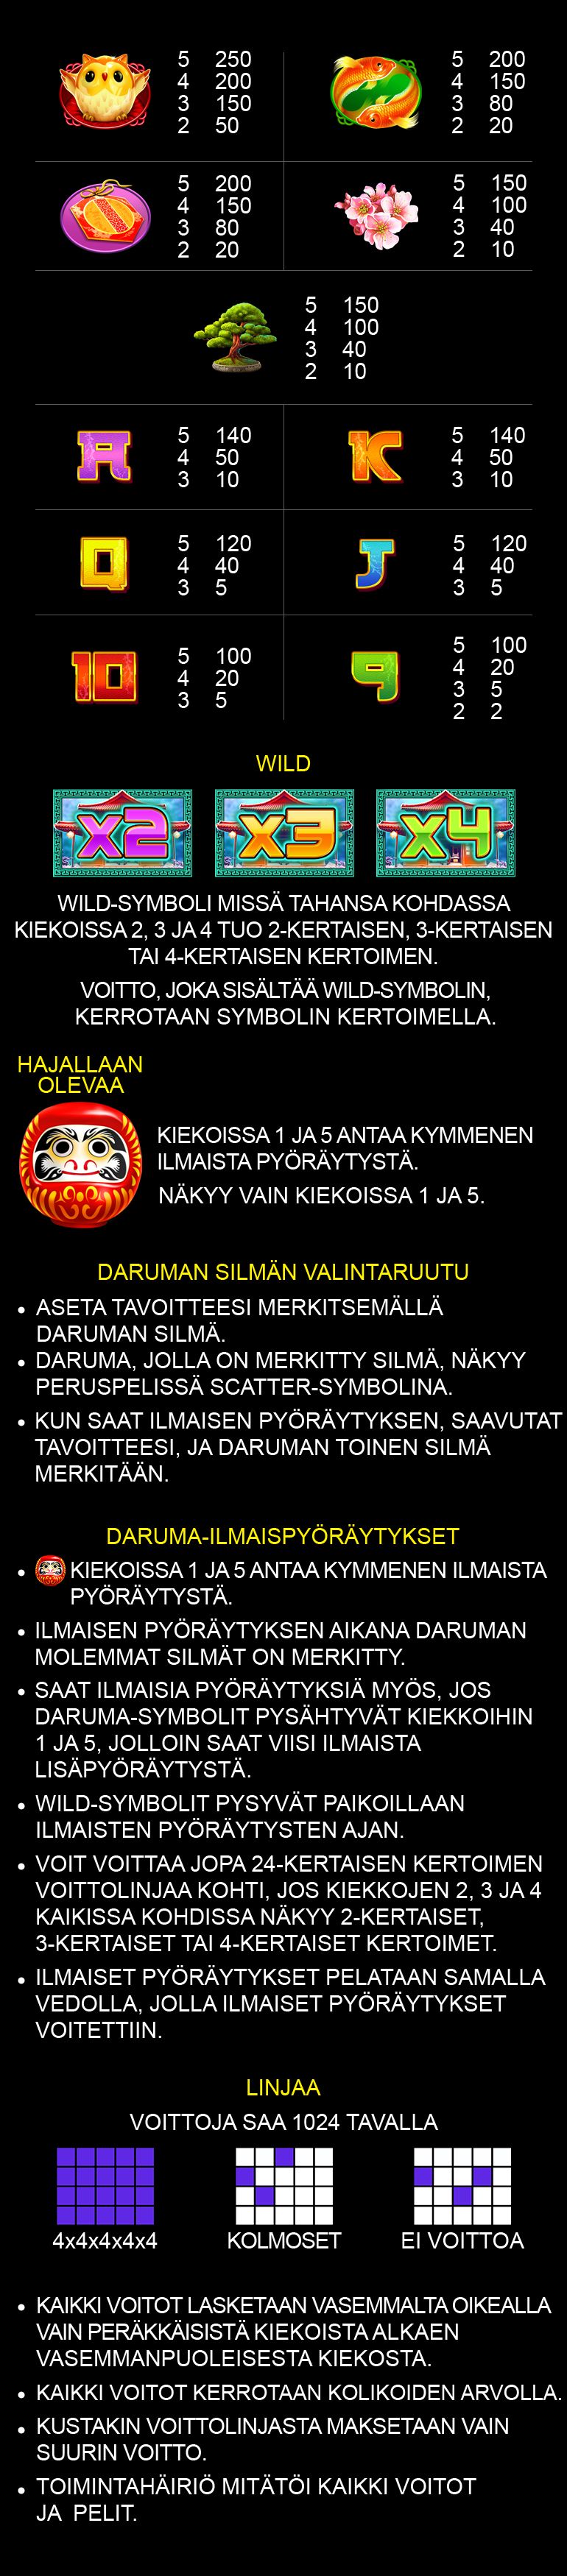 5 250
4 200
3 150
2 50
5 200
4 150
3 80
2 20
5 200
4 150
3 80
2 20
5 150
4 100
3 40
2 10
5 150
4 100
3 40
2 10
A
5 140
4 50
3 10
K
5 140
4 50
3 10
Q
5 120
4 40
3 5
J
5 120
4 40
3 5
10
5 100
4 20
3 5
9
5 100
4 20
3 5
2 2
WILD
x2 x3 x4
WILD-SYMBOLI MISSÄ TAHANSA KOHDASSA
KIEKOISSA 2, 3 JA 4 TUO 2-KERTAISEN, 3-KERTAISEN
TAI 4-KERTAISEN KERTOIMEN.
VOITTO, JOKA SISÄLTÄÄ WILD-SYMBOLIN,
KERROTAAN SYMBOLIN KERTOIMELLA.
HAJALLAAN
OLEVAA
KIEKOISSA 1 JA 5 ANTAA KYMMENEN
ILMAISTA PYÖRÄYTYSTÄ.
NÄKYY VAIN KIEKOISSA 1 JA 5.
DARUMAN SILMÄN VALINTARUUTU
• ASETA TAVOITTEESI MERKITSEMÄLLÄ
DARUMAN SILMÄ.
• DARUMA, JOLLA ON MERKITTY SILMÄ, NÄKYY
PERUSPELISSÄ SCATTER-SYMBOLINA.
• KUN SAAT ILMAISEN PYÖRÄYTYKSEN, SAAVUTAT
TAVOITTEESI, JA DARUMAN TOINEN SILMÄ
MERKITÄÄN.
DARUMA-ILMAISPYÖRÄYTYKSET
• KIEKOISSA 1 JA 5 ANTAA KYMMENEN ILMAISTA
PYÖRÄYTYSTÄ.
• ILMAISEN PYÖRÄYTYKSEN AIKANA DARUMAN
MOLEMMAT SILMÄT ON MERKITTY.
• SAAT ILMAISIA PYÖRÄYTYKSIÄ MYÖS, JOS
DARUMA-SYMBOLIT PYSÄHTYVÄT KIEKKOIHIN
1 JA 5, JOLLOIN SAAT VIISI ILMAISTA
LISÄPYÖRÄYTYSTÄ.
• WILD-SYMBOLIT PYSYVÄT PAIKOILLAAN
ILMAISTEN PYÖRÄYTYSTEN AJAN.
• VOIT VOITTAA JOPA 24-KERTAISEN KERTOIMEN
VOITTOLINJAA KOHTI, JOS KIEKKOJEN 2, 3 JA 4
KAIKISSA KOHDISSA NÄKYY 2-KERTAISET,
3-KERTAISET TAI 4-KERTAISET KERTOIMET.
• ILMAISET PYÖRÄYTYKSET PELATAAN SAMALLA
VEDOLLA, JOLLA ILMAISET PYÖRÄYTYKSET
VOITETTIIN.
LINJAA
VOITTOJA SAA 1024 TAVALLA
4x4x4x4x4 KOLMOSET EI VOITTOA
• KAIKKI VOITOT LASKETAAN VASEMMALTA OIKEALLA
VAIN PERÄKKÄISISTÄ KIEKOISTA ALKAEN
VASEMMANPUOLEISESTA KIEKOSTA.
• KAIKKI VOITOT KERROTAAN KOLIKOIDEN ARVOLLA.
• KUSTAKIN VOITTOLINJASTA MAKSETAAN VAIN
SUURIN VOITTO.
• TOIMINTAHÄIRIÖ MITÄTÖI KAIKKI VOITOT
JA PELIT.